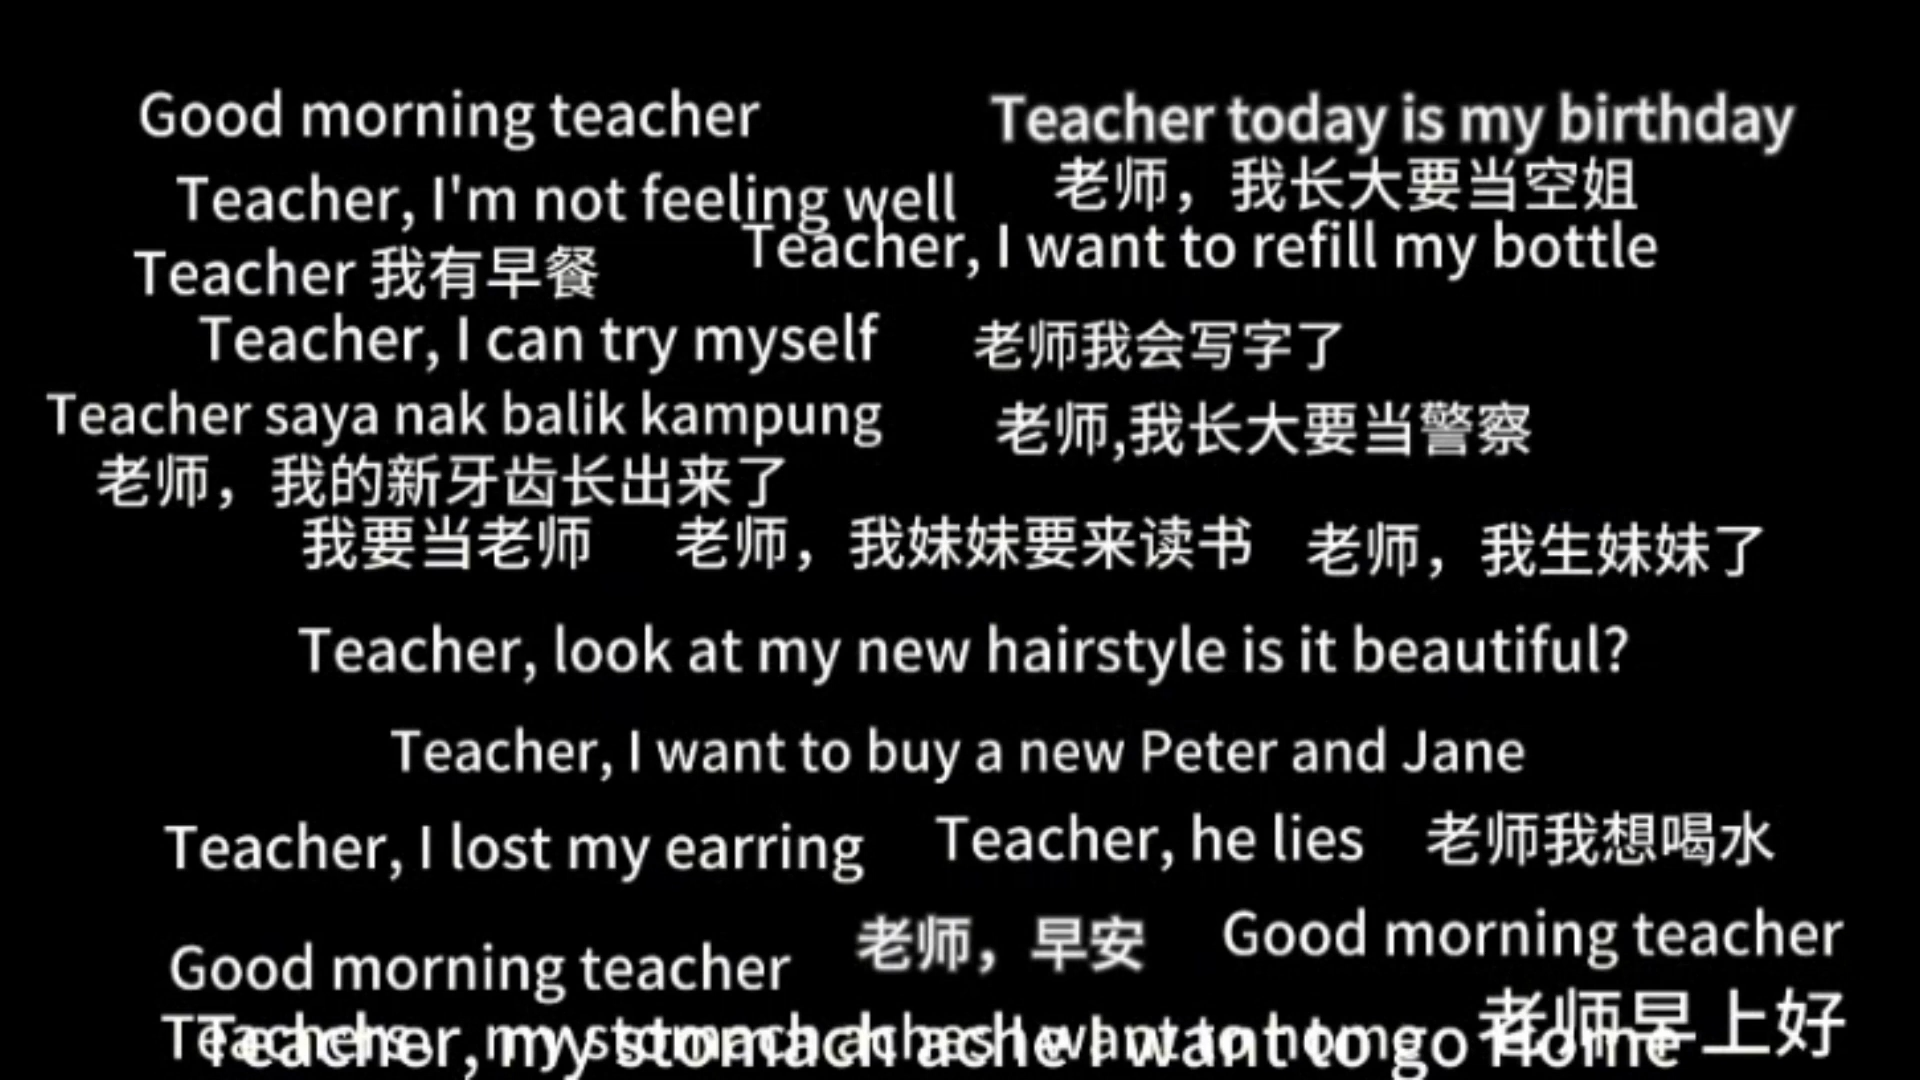 Good morning teacher
Teacher today is my birthday
Teacher, I'm not feeling well
老师，我长大要当空姐
Teacher, I want to refill my bottle
Teacher 我有早餐
Teacher, I can try myself
老师我会写字了
Teacher saya nak balik kampung
老师,我长大要当警察
老师，我的新牙齿长出来了
我要当老师
老师，我妹妹要来读书
老师，我生妹妹了
Teacher, look at my new hairstyle is it beautiful?
Teacher, I want to buy a new Peter and Jane
Teacher, I lost my earring
Teacher, he lies
老师我想喝水
Good morning teacher
老师，早安
Good morning teacher
老师早上好
Teacher, my stomach ache I want to go Home